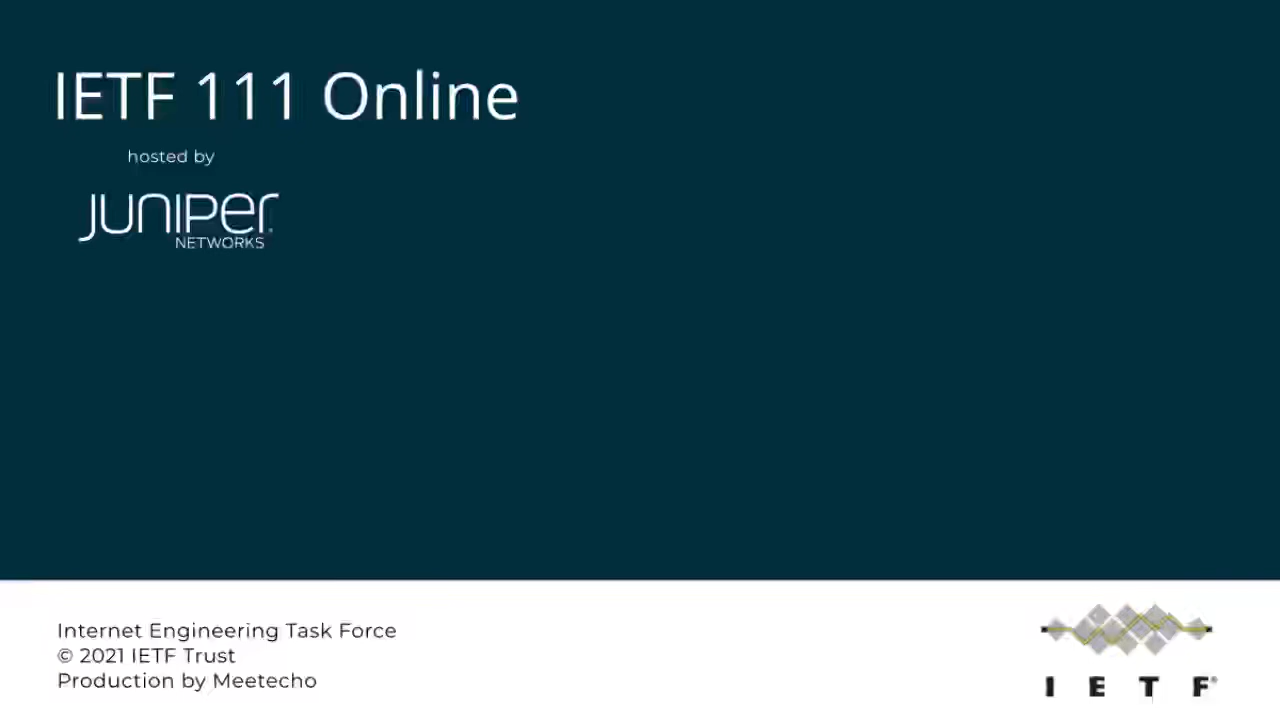 IETF 111 Online
hosted by
JUNIPER
NETWORKS
Internet Engineering Task Force
© 2021 IETF Trust
Production by Meetecho
I E T F®